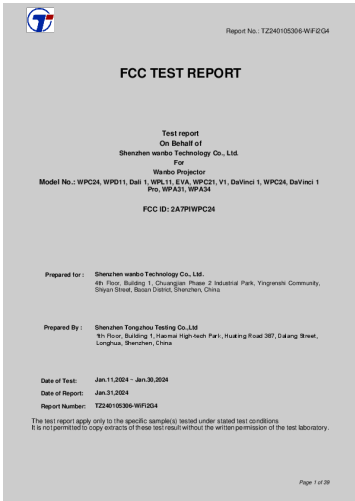 Report No.: TZ240105306-WiFi2G4
FCC TEST REPORT
Test report
On Behalf of
Shenzhen wanbo Technology Co., Ltd.
For
Wanbo Projector
Model No.: WPC24, WPD11, Dali 1, WPL11, EVA, WPC21, V1, DaVinci 1, WPC24, DaVinci 1
Pro, WPA31, WPA34
FCC ID: 2A7PIWPC24
Prepared for : Shenzhen wanbo Technology Co., Ltd.
4th Floor, Building 1, Chuangjian Phase 2 Industrial Park, Yingrenshi Community,
Shiyan Street, Baoan District, Shenzhen, China
Prepared By : Shenzhen Tongzhou Testing Co.,Ltd
1th Floor, Building 1, Haomai High-tech Park, Huating Road 387, Dalang Street,
Longhua, Shenzhen, China
Date of Test: Jan.11,2024 ~ Jan.30,2024
Date of Report: Jan.31,2024
Report Number: TZ240105306-WiFi2G4
The test report apply only to the specific sample(s) tested under stated test conditions
It is not permitted to copy extracts of these test result without the written permission of the test laboratory.
Page 1 of 39